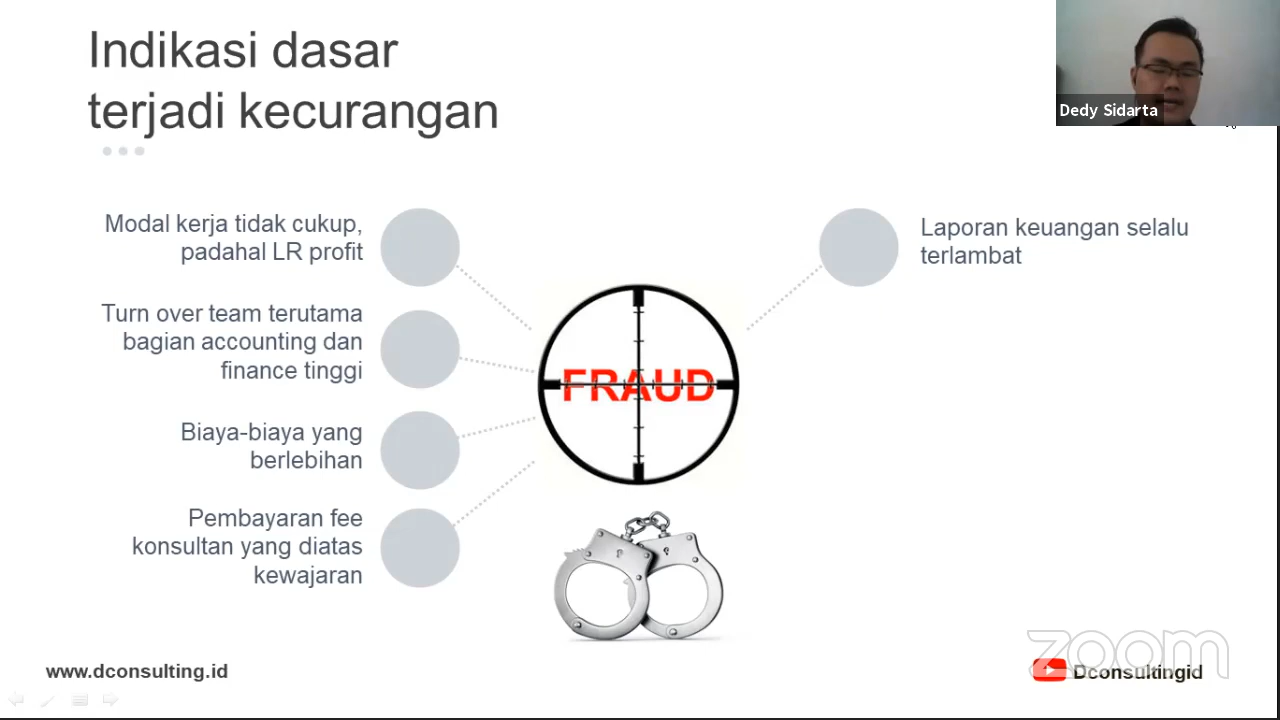 Indikasi dasar
terjadi kecurangan
Dedy Sidarta
Modal kerja tidak cukup,
padahal LR profit
Turn over team terutama
bagian accounting dan
finance tinggi
Biaya-biaya yang
berlebihan
Pembayaran fee
konsultan yang diatas
kewajaran
FRAUD
Laporan keuangan selalu
terlambat
www.dconsulting.id
zoom
Dconsultingid